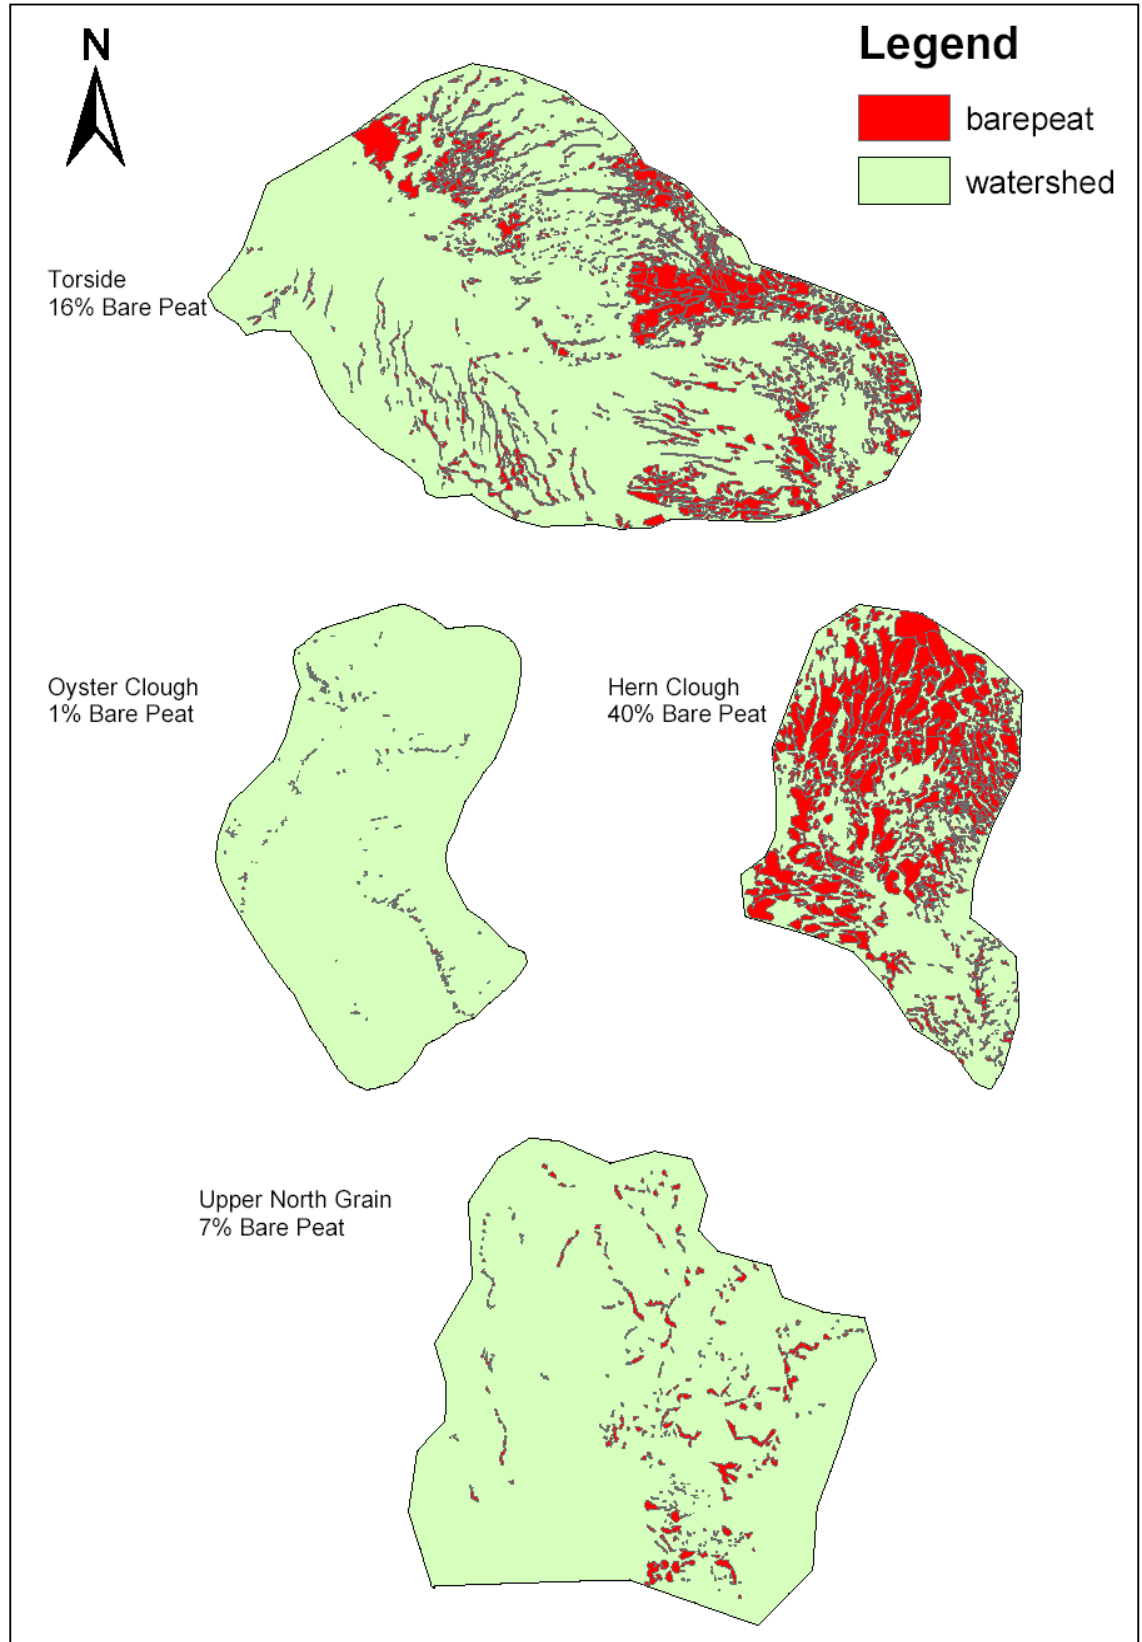 N
Legend
barepeat
watershed
Torside
16% Bare Peat
Oyster Clough
1% Bare Peat
Hern Clough
40% Bare Peat
Upper North Grain
7% Bare Peat